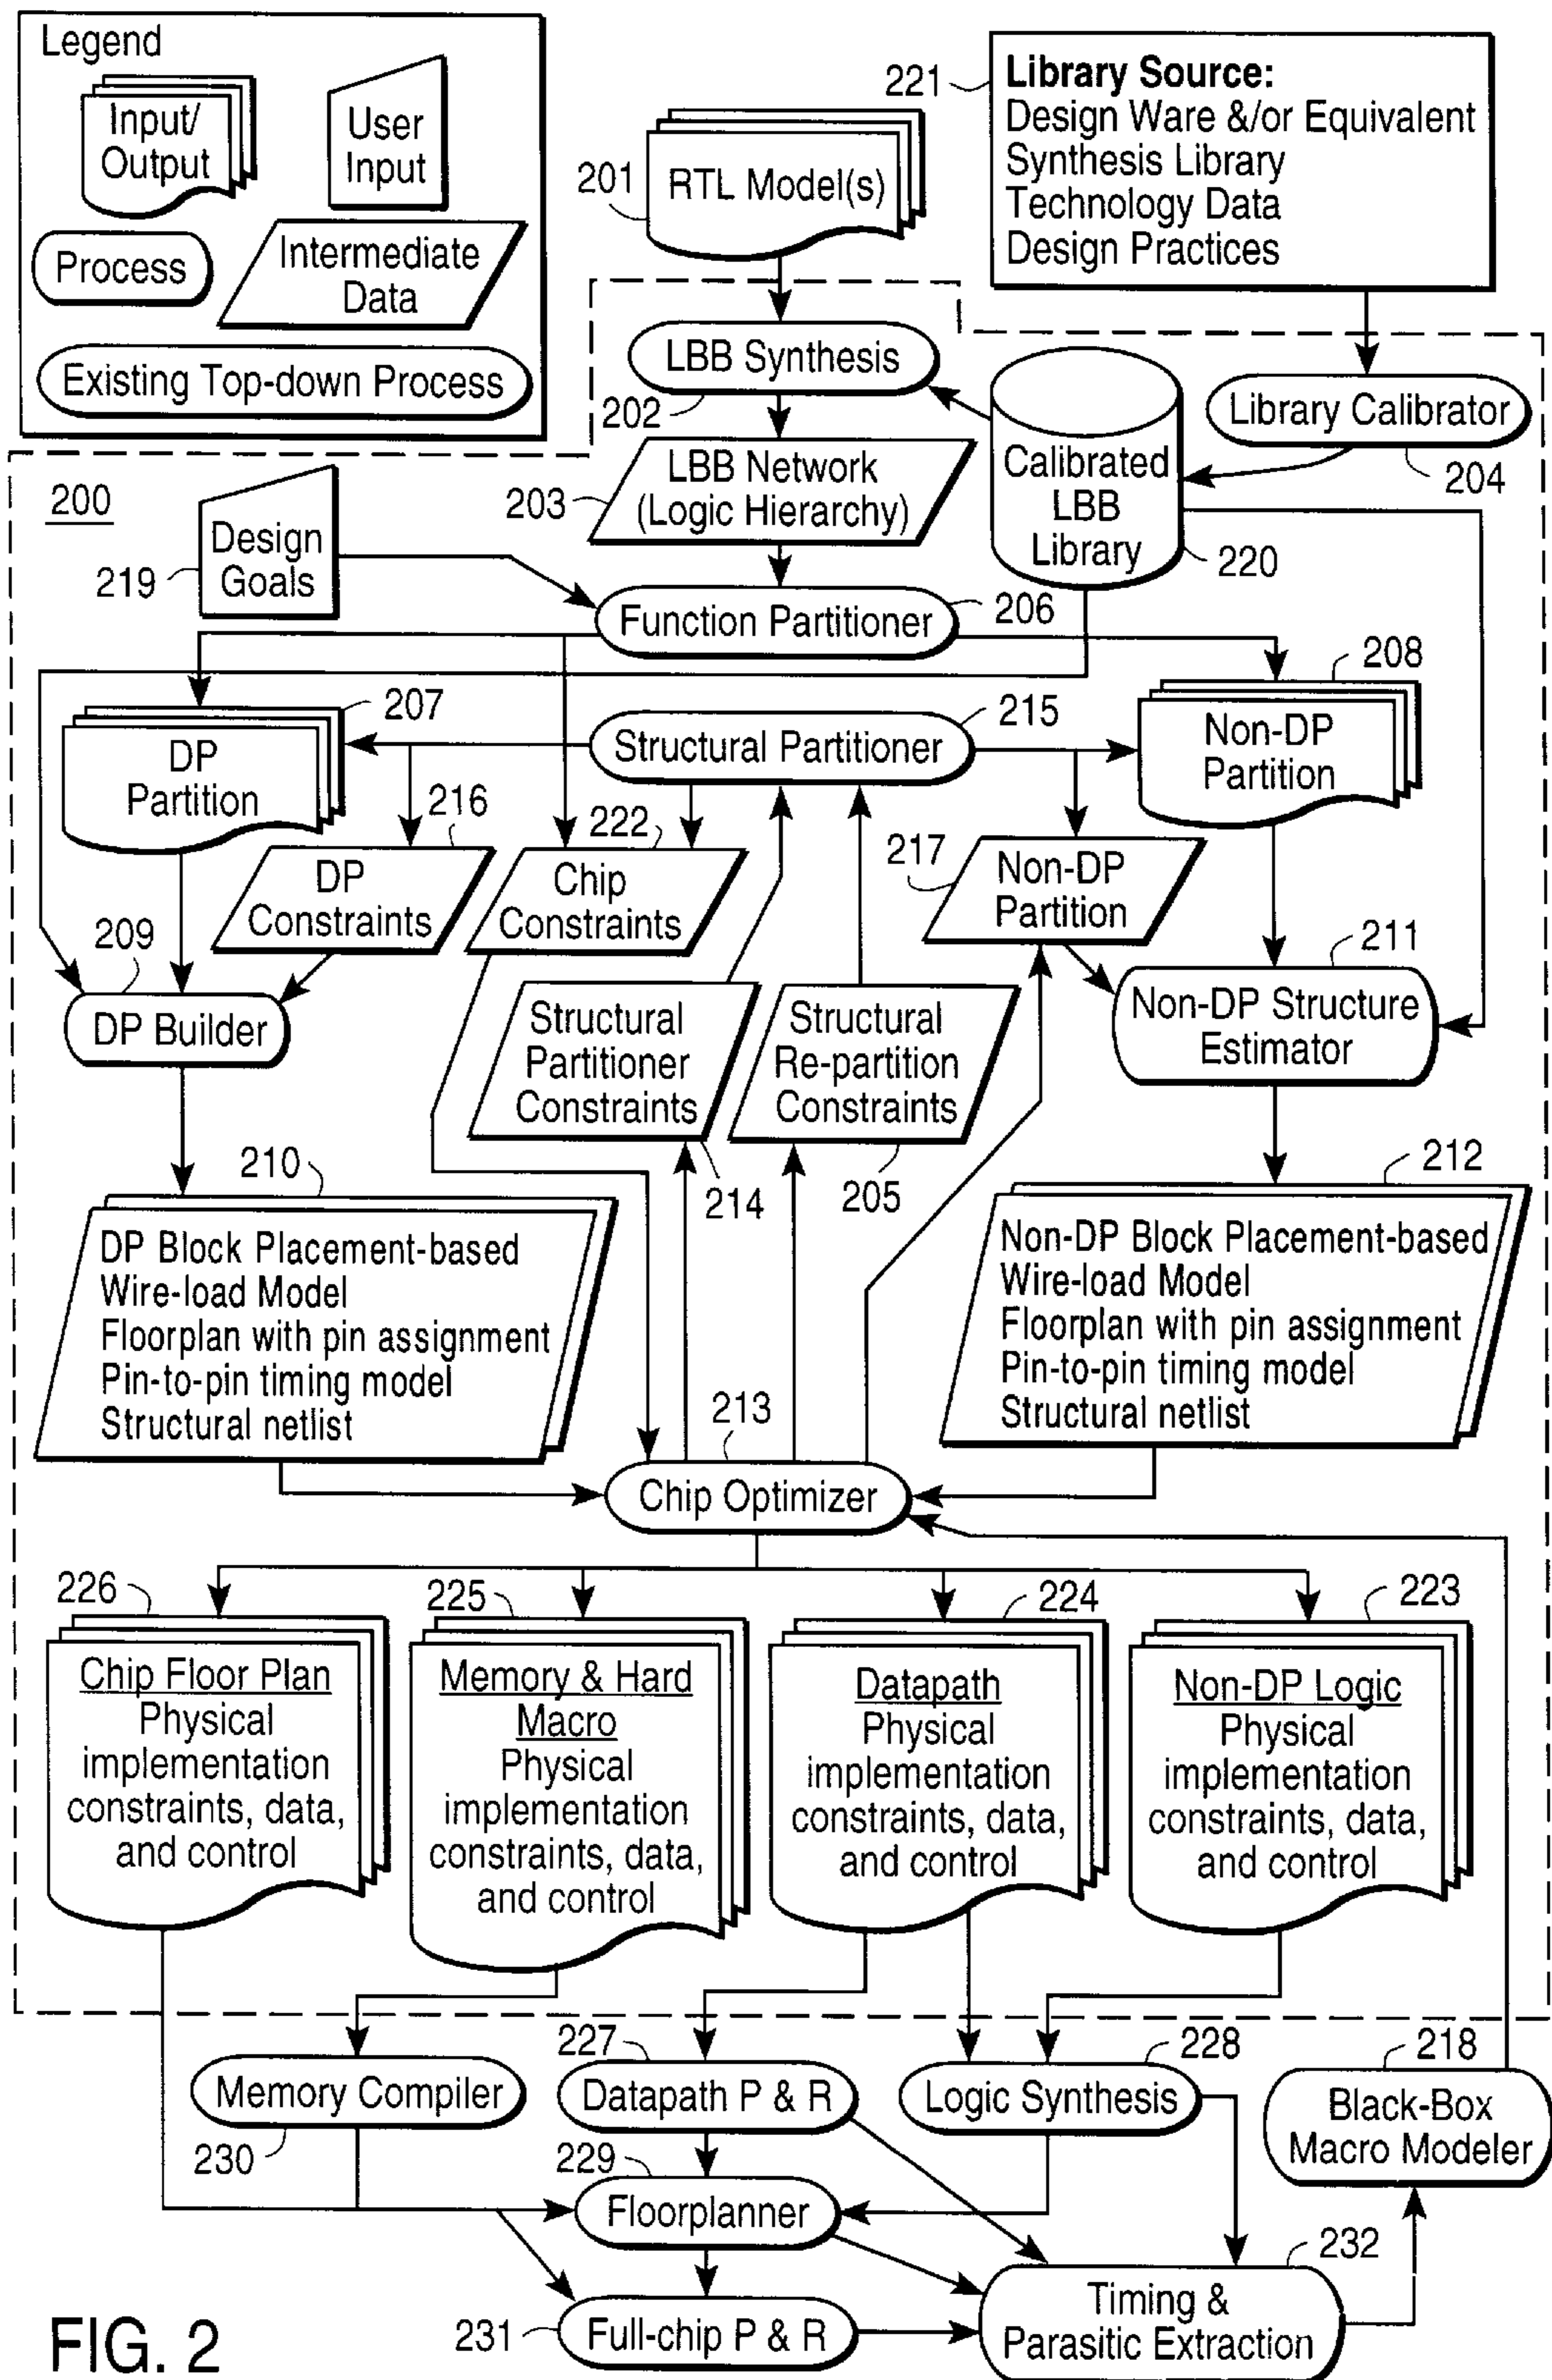 Legend
Input/
Output
User
Input
Process
Intermediate
Data
Existing Top-down Process
221
Library Source:
Design Ware &/or Equivalent
Synthesis Library
Technology Data
Design Practices
201
RTL Model(s)
LBB Synthesis
202
Library Calibrator
204
LBB Network
(Logic Hierarchy)
203
Calibrated
LBB
Library
220
200
Design
Goals
219
Function Partitioner
206
208
207
DP
Partition
Structural Partitioner
215
Non-DP
Partition
216
DP
Constraints
222
Chip
Constraints
217
Non-DP
Partition
209
DP Builder
Structural
Partitioner
Constraints
214
Structural
Re-partition
Constraints
205
211
Non-DP Structure
Estimator
210
DP Block Placement-based
Wire-load Model
Floorplan with pin assignment
Pin-to-pin timing model
Structural netlist
212
Non-DP Block Placement-based
Wire-load Model
Floorplan with pin assignment
Pin-to-pin timing model
Structural netlist
213
Chip Optimizer
226
Chip Floor Plan
Physical
implementation
constraints, data,
and control
225
Memory & Hard
Macro
Physical
implementation
constraints, data,
and control
224
Datapath
Physical
implementation
constraints, data,
and control
223
Non-DP Logic
Physical
implementation
constraints, data,
and control
Memory Compiler
230
227
Datapath P & R
228
Logic Synthesis
218
Black-Box
Macro Modeler
229
Floorplanner
231
Full-chip P & R
232
Timing &
Parasitic Extraction
FIG. 2